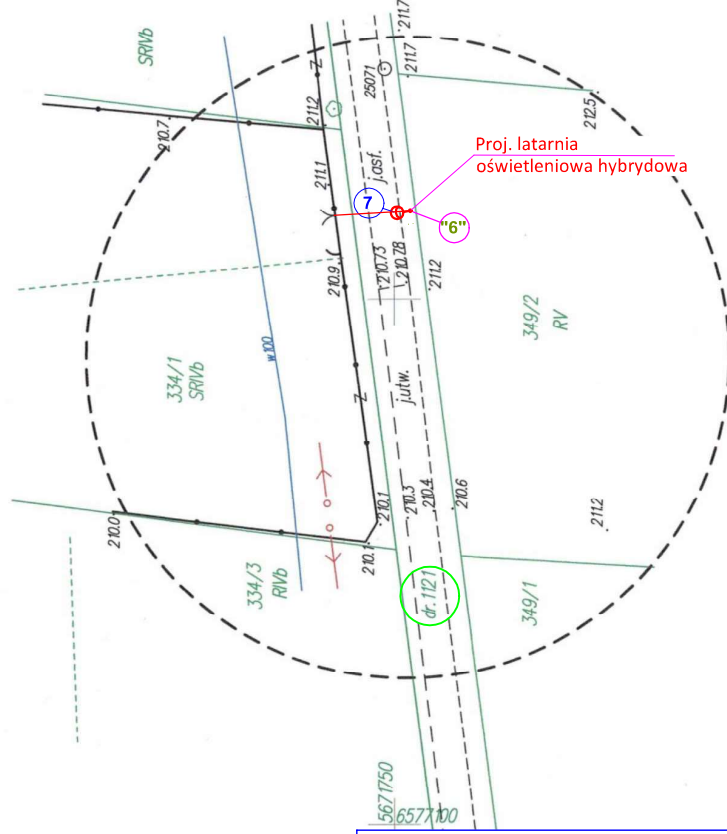 211.7
SRIVb
211.7
25071
Z
211.2
212.5
210.7
Proj. latarnia
oświetleniowa hybrydowa
211.1
j.asf.
7
"6"
210.9
210.73
210.78
211.2
349/2
RV
w100
334/1
SRIVb
Z
j.utw.
210.1
210.3
210.4
210.6
211.2
210.0
210.1
334/3
RIVb
dr. 1121
349/1
5671750
6577100